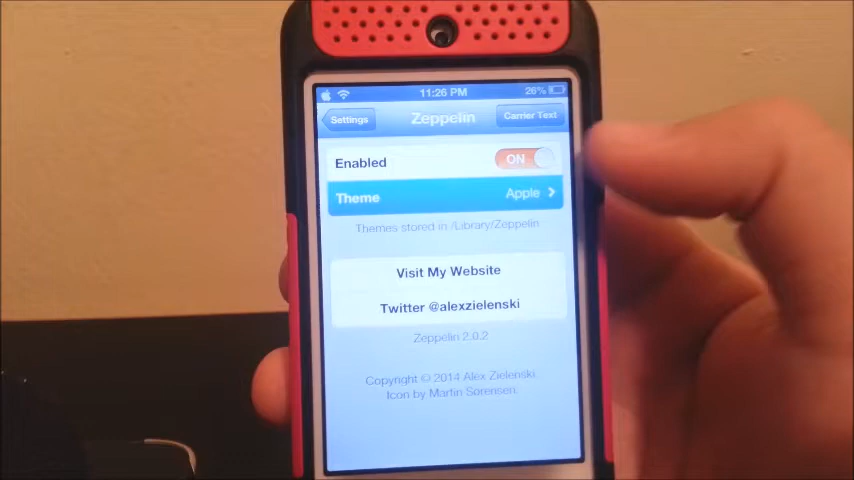 11:26 PM 26%
Settings Zeppelin Carrier Text
Enabled ON
Theme Apple
Themes stored in /Library/Zeppelin
Visit My Website
Twitter @alexzielenski
Zeppelin 2.0.2
Copyright © 2014 Alex Zielenski.
Icon by Martin Sørensen.